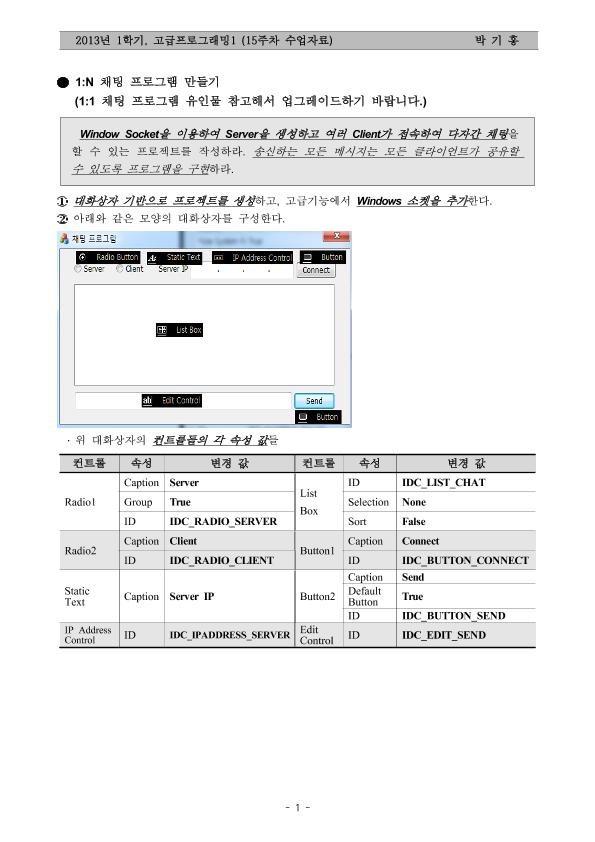 2013년 1학기, 고급프로그래밍1 (15주차 수업자료) 박 기 홍
● 1:N 채팅 프로그램 만들기
(1:1 채팅 프로그램 유인물 참고해서 업그레이드하기 바랍니다.)
Window Socket을 이용하여 Server을 생성하고 여러 Client가 접속하여 다자간 채팅을
할 수 있는 프로젝트를 작성하라. 송신하는 모든 메시지는 모든 클라이언트가 공유할
수 있도록 프로그램을 구현하라.
① 대화상자 기반으로 프로젝트를 생성하고, 고급기능에서 Windows 소켓을 추가한다.
② 아래와 같은 모양의 대화상자를 구성한다.
채팅 프로그램
Radio Button Static Text IP Address Control Button
Server Client Server IP . . . Connect
List Box
Edit Control Send
Button
· 위 대화상자의 컨트롤들의 각 속성 값들
컨트롤 속성 변경 값 컨트롤 속성 변경 값
Radio1 Caption Server List Box ID IDC_LIST_CHAT
Group True Selection None
ID IDC_RADIO_SERVER Sort False
Radio2 Caption Client Button1 Caption Connect
ID IDC_RADIO_CLIENT ID IDC_BUTTON_CONNECT
Static Text Caption Server IP Button2 Caption Send
Default Button True
ID IDC_BUTTON_SEND
IP Address Control ID IDC_IPADDRESS_SERVER Edit Control ID IDC_EDIT_SEND
- 1 -